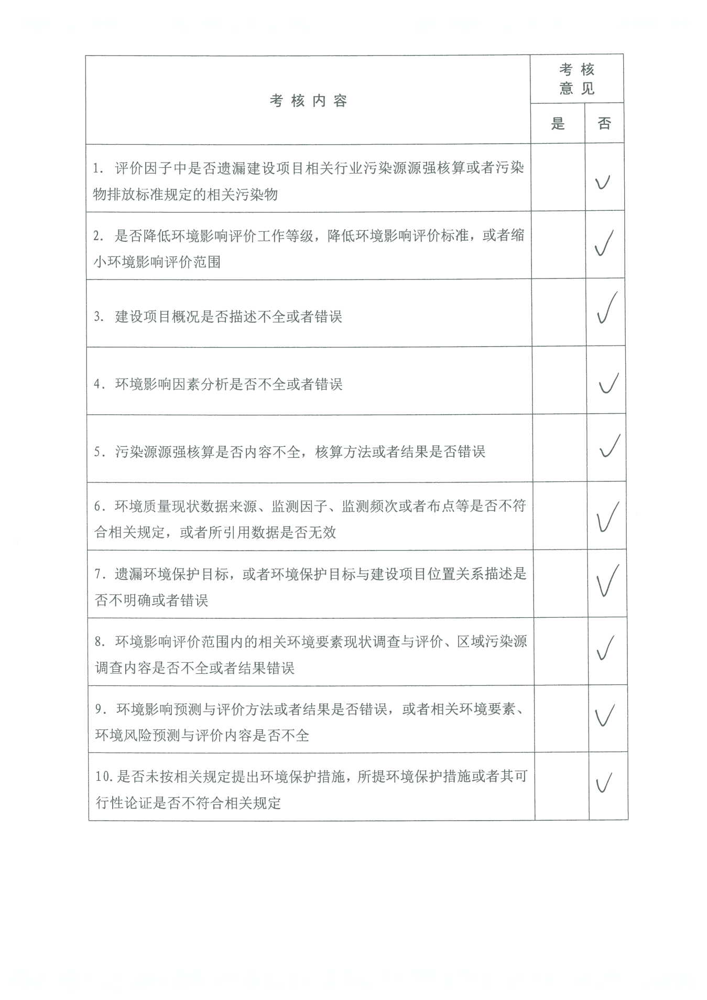 考核内容
考核
意见
是
否
1. 评价因子中是否遗漏建设项目相关行业污染源源强核算或者污染
物排放标准规定的相关污染物
✓
2. 是否降低环境影响评价工作等级，降低环境影响评价标准，或者缩
小环境影响评价范围
✓
3. 建设项目概况是否描述不全或者错误
✓
4. 环境影响因素分析是否不全或者错误
✓
5. 污染源源强核算是否内容不全，核算方法或者结果是否错误
✓
6. 环境质量现状数据来源、监测因子、监测频次或者布点等是否不符
合相关规定，或者所引用数据是否无效
✓
7. 遗漏环境保护目标，或者环境保护目标与建设项目位置关系描述是
否不明确或者错误
✓
8. 环境影响评价范围内的相关环境要素现状调查与评价、区域污染源
调查内容是否不全或者结果错误
✓
9. 环境影响预测与评价方法或者结果是否错误，或者相关环境要素、
环境风险预测与评价内容是否不全
✓
10. 是否未按相关规定提出环境保护措施，所提环境保护措施或者其可
行性论证是否不符合相关规定
✓